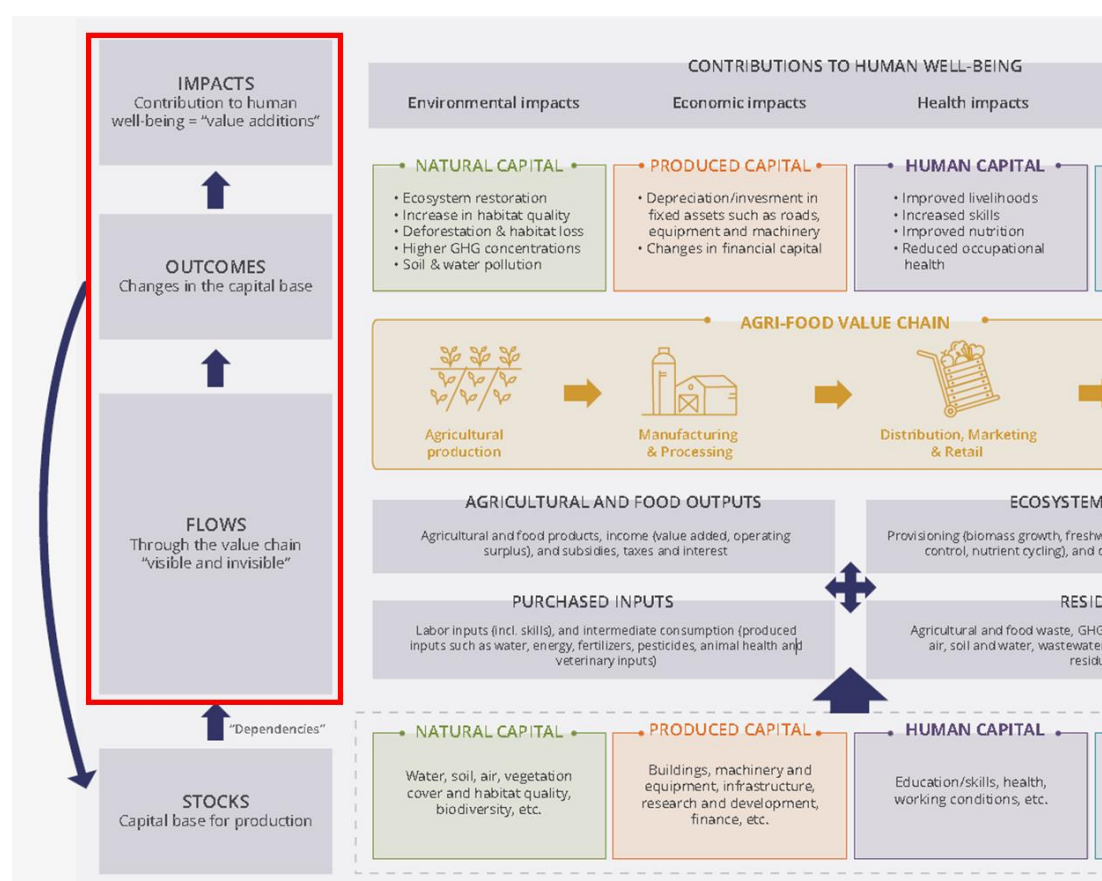 IMPACTS
Contribution to human
well-being = “value additions”
OUTCOMES
Changes in the capital base
FLOWS
Through the value chain
“visible and invisible”
“Dependencies”
STOCKS
Capital base for production
CONTRIBUTIONS TO HUMAN WELL-BEING
Environmental impacts
Economic impacts
Health impacts
NATURAL CAPITAL
• Ecosystem restoration
• Increase in habitat quality
• Deforestation & habitat loss
• Higher GHG concentrations
• Soil & water pollution
PRODUCED CAPITAL
• Depreciation/invesment in
fixed assets such as roads,
equipment and machinery
• Changes in financial capital
HUMAN CAPITAL
• Improved livelihoods
• Increased skills
• Improved nutrition
• Reduced occupational
health
AGRI-FOOD VALUE CHAIN
Agricultural
production
Manufacturing
& Processing
Distribution, Marketing
& Retail
AGRICULTURAL AND FOOD OUTPUTS
Agricultural and food products, income (value added, operating
surplus), and subsidies, taxes and interest
ECOSYSTEM
Provisioning (biomass growth, freshw
control, nutrient cycling), and c
PURCHASED INPUTS
Labor inputs (incl. skills), and intermediate consumption (produced
inputs such as water, energy, fertilizers, pesticides, animal health and
veterinary inputs)
RESID
Agricultural and food waste, GHG
air, soil and water, wastewater
residu
NATURAL CAPITAL
Water, soil, air, vegetation
cover and habitat quality,
biodiversity, etc.
PRODUCED CAPITAL
Buildings, machinery and
equipment, infrastructure,
research and development,
finance, etc.
HUMAN CAPITAL
Education/skills, health,
working conditions, etc.